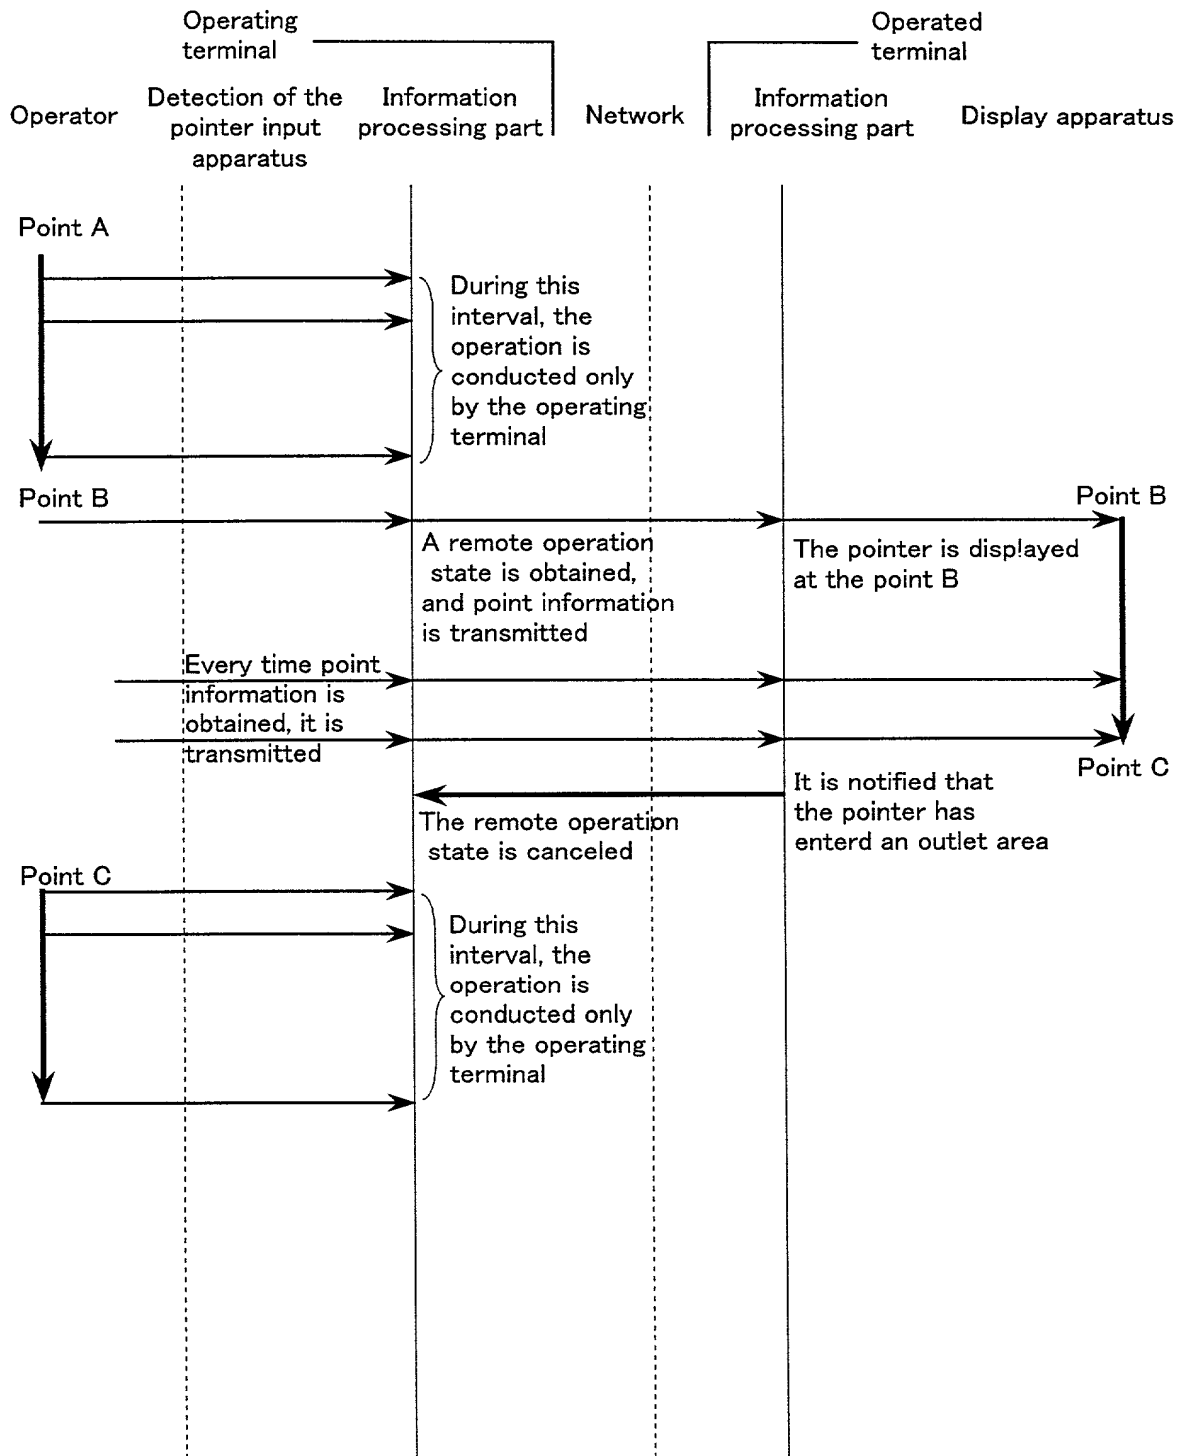 Operating
terminal
Operated
terminal
Operator
Detection of the
pointer input
apparatus
Information
processing part
Network
Information
processing part
Display apparatus
Point A
During this
interval, the
operation is
conducted only
by the operating
terminal
Point B
Point B
A remote operation
state is obtained,
and point information
is transmitted
The pointer is displayed
at the point B
Every time point
information is
obtained, it is
transmitted
Point C
It is notified that
the pointer has
enterd an outlet area
The remote operation
state is canceled
Point C
During this
interval, the
operation is
conducted only
by the operating
terminal